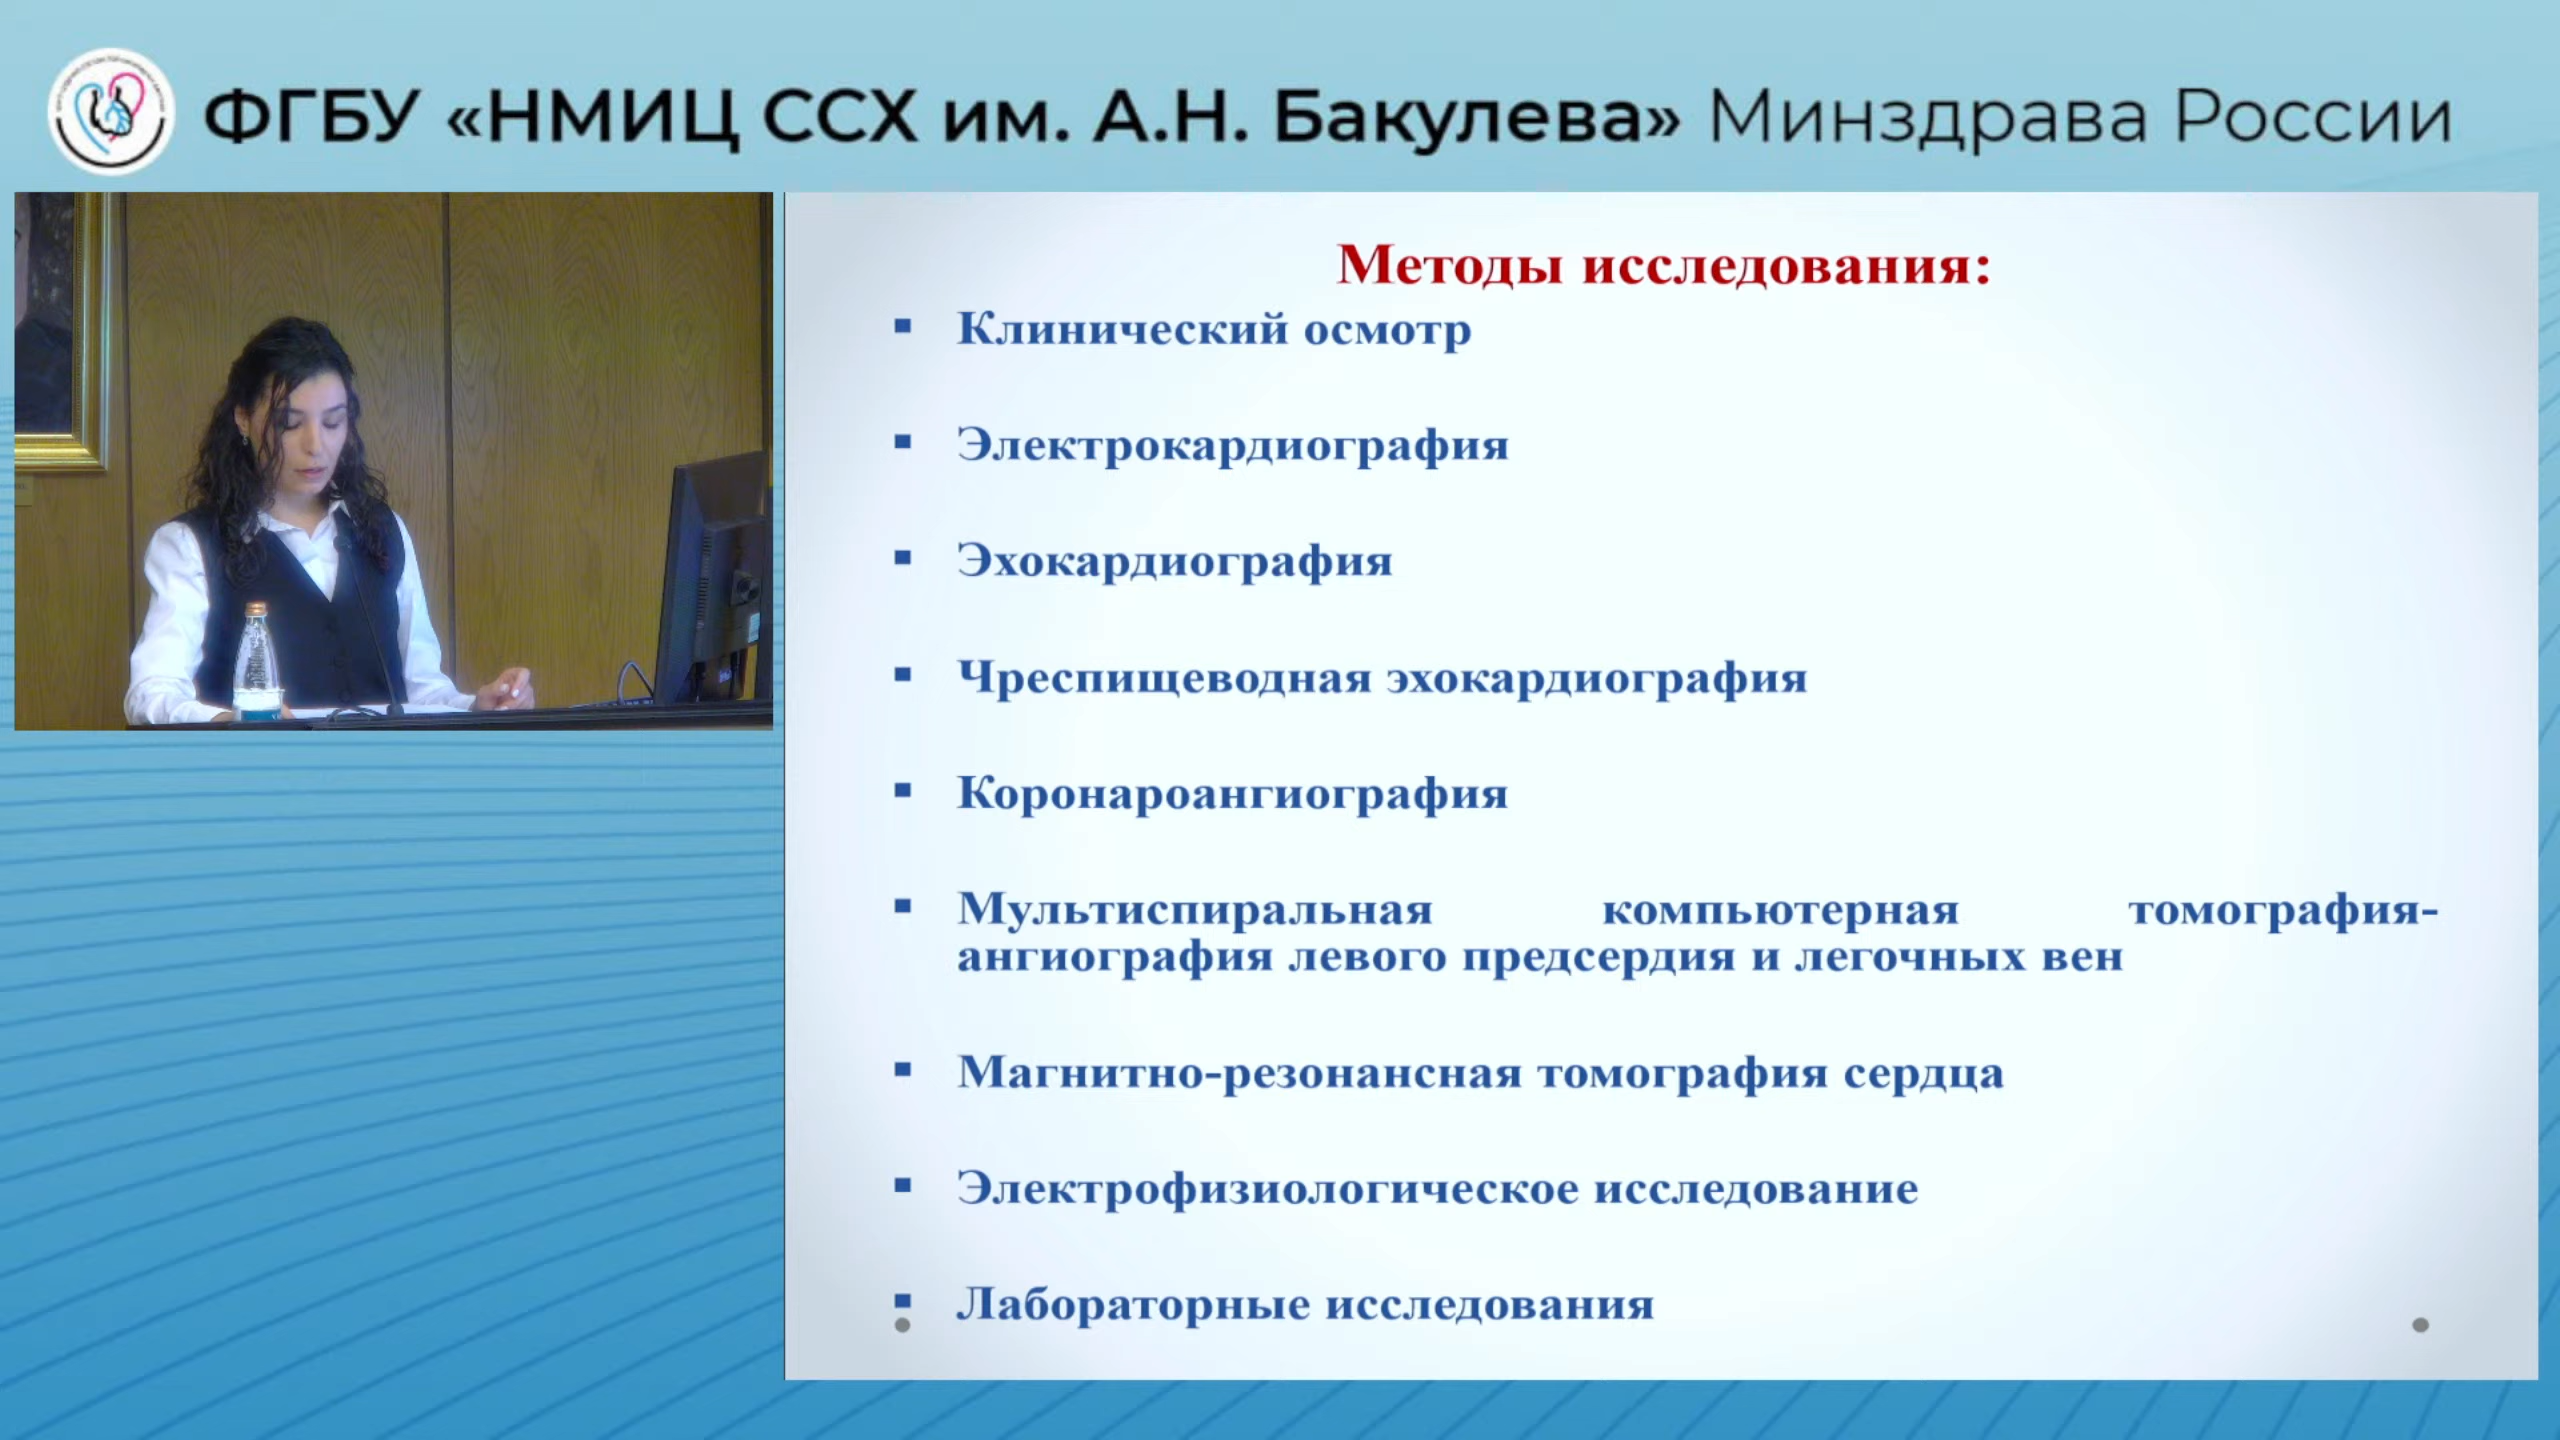 ФГБУ «НМИЦ ССХ им. А.Н. Бакулева» Минздрава России
Методы исследования:
Клинический осмотр
Электрокардиография
Эхокардиография
Чреспищеводная эхокардиография
Коронароангиография
Мультиспиральная компьютерная томография-
ангиография левого предсердия и легочных вен
Магнитно-резонансная томография сердца
Электрофизиологическое исследование
Лабораторные исследования